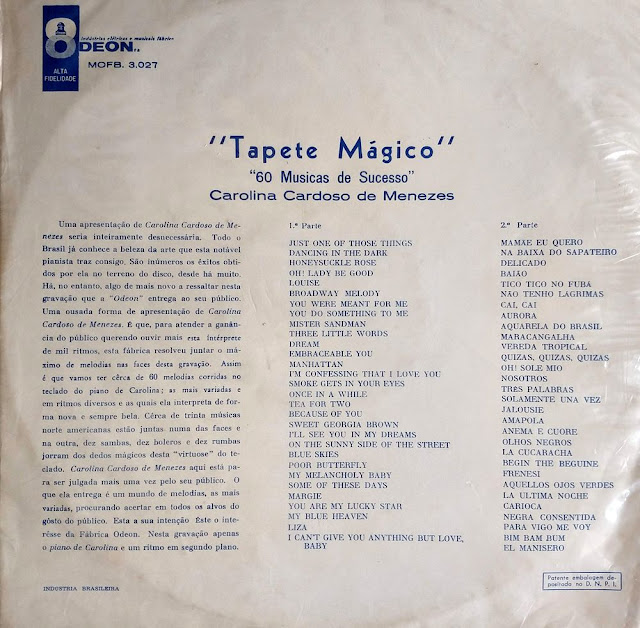 indústrias elétricas e musicais fábrica
ODEON S.A.
MOFB. 3.027
ALTA
FIDELIDADE
"Tapete Mágico"
"60 Musicas de Sucesso"
Carolina Cardoso de Menezes
Uma apresentação de Carolina Cardoso de Me-
nezes seria inteiramente desnecessária. Todo o
Brasil já conhece a beleza da arte que esta notável
pianista traz consigo. São inúmeros os êxitos obti-
dos por ela no terreno do disco, desde há muito.
Há, no entanto, algo de mais novo a ressaltar nesta
gravação que a "Odeon" entrega ao seu público.
Uma ousada forma de apresentação de Carolina
Cardoso de Menezes. É que, para atender a ganân-
cia do público querendo ouvir mais esta intérprete
de mil ritmos, esta fábrica resolveu juntar o má-
ximo de melodias nas faces desta gravação. Assim
é que vamos ter cêrca de 60 melodias corridas no
teclado do piano de Carolina; as mais variadas e
em ritmos diversos e as quais ela interpreta de for-
ma nova e sempre bela. Cêrca de trinta músicas
norte americanas estão juntas numa das faces e
na outra, dez sambas, dez boleros e dez rumbas
jorram dos dedos mágicos desta "virtuose" do te-
clado. Carolina Cardoso de Menezes aqui está pa-
ra ser julgada mais uma vez pelo seu público. O
que ela entrega é um mundo de melodias, as mais
variadas, procurando acertar em todos os alvos do
gôsto do público. Esta a sua intenção Este o inte-
rêsse da Fábrica Odeon. Nesta gravação apenas
o piano de Carolina e um ritmo em segundo plano.
1.ª Parte
JUST ONE OF THOSE THINGS
DANCING IN THE DARK
HONEYSUCKLE ROSE
OH! LADY BE GOOD
LOUISE
BROADWAY MELODY
YOU WERE MEANT FOR ME
YOU DO SOMETHING TO ME
MISTER SANDMAN
THREE LITTLE WORDS
DREAM
EMBRACEABLE YOU
MANHATTAN
I'M CONFESSING THAT I LOVE YOU
SMOKE GETS IN YOUR EYES
ONCE IN A WHILE
TEA FOR TWO
BECAUSE OF YOU
SWEET GEORGIA BROWN
I'LL SEE YOU IN MY DREAMS
ON THE SUNNY SIDE OF THE STREET
BLUE SKIES
POOR BUTTERFLY
MY MELANCHOLY BABY
SOME OF THESE DAYS
MARGIE
YOU ARE MY LUCKY STAR
MY BLUE HEAVEN
LIZA
I CAN'T GIVE YOU ANYTHING BUT LOVE,
BABY
2.ª Parte
MAMÃE EU QUERO
NA BAIXA DO SAPATEIRO
DELICADO
BAIÃO
TICO TICO NO FUBÁ
NÃO TENHO LAGRIMAS
CAI, CAI
AURORA
AQUARELA DO BRASIL
MARACANGALHA
VEREDA TROPICAL
QUIZAS, QUIZAS, QUIZAS
OH! SOLE MIO
NOSOTROS
TRES PALABRAS
SOLAMENTE UNA VEZ
JALOUSIE
AMAPOLA
ANEMA E CUORE
OLHOS NEGROS
LA CUCARACHA
BEGIN THE BEGUINE
FRENESI
AQUELLOS OJOS VERDES
LA ULTIMA NOCHE
CARIOCA
NEGRA CONSENTIDA
PARA VIGO ME VOY
BIM BAM BUM
EL MANISERO
INDÚSTRIA BRASILEIRA
Patente embalagem de-
positada no D. N. P. I.